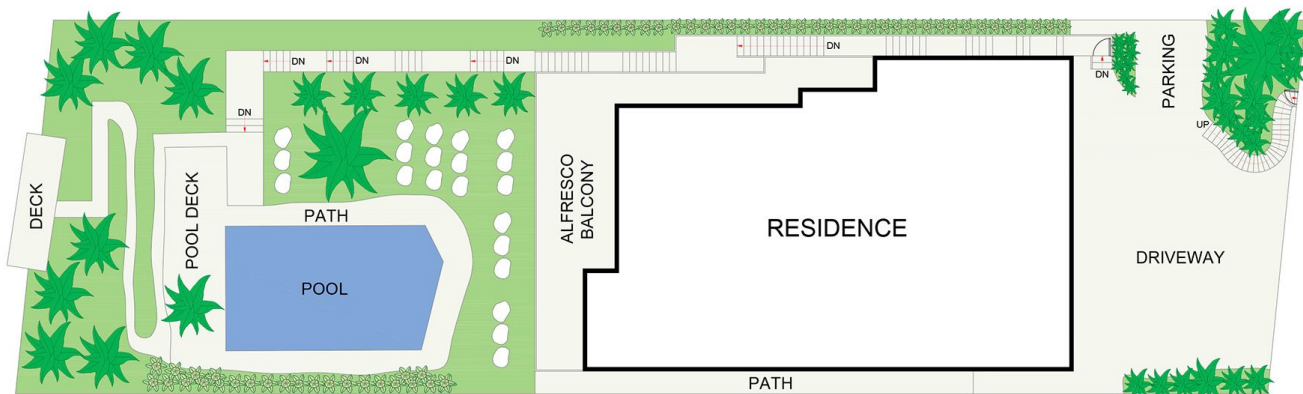 DN
DN
DN
DN
DN
DN
PARKING
UP
DECK
POOL DECK
PATH
POOL
ALFRESCO
BALCONY
RESIDENCE
DRIVEWAY
PATH